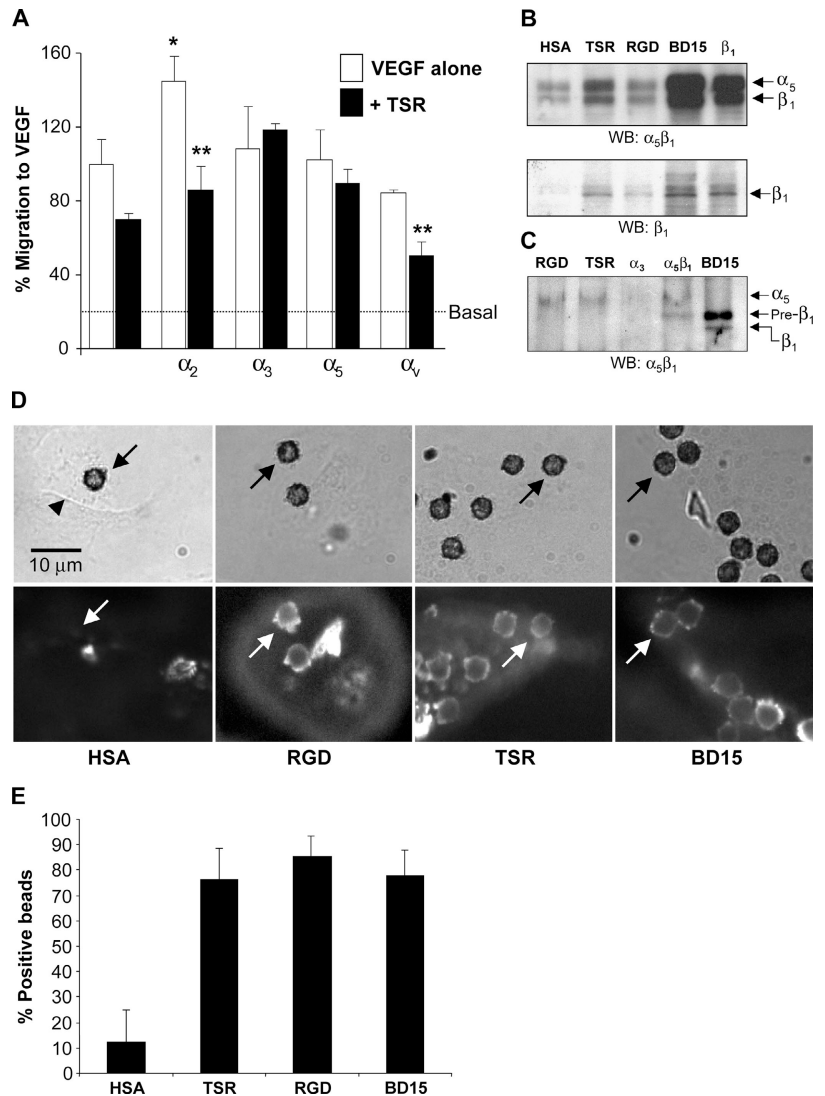 A
160
120
80
40
0
% Migration to VEGF
*
**
**
VEGF alone
+ TSR
Basal
α2 α3 α5 αv
B
HSA TSR RGD BD15 β1
α5
β1
WB: α5β1
β1
WB: β1
C
RGD TSR α3 α5β1 BD15
α5
Pre-β1
β1
WB: α5β1
D
10 µm
HSA RGD TSR BD15
E
% Positive beads
100
90
80
70
60
50
40
30
20
10
0
HSA TSR RGD BD15